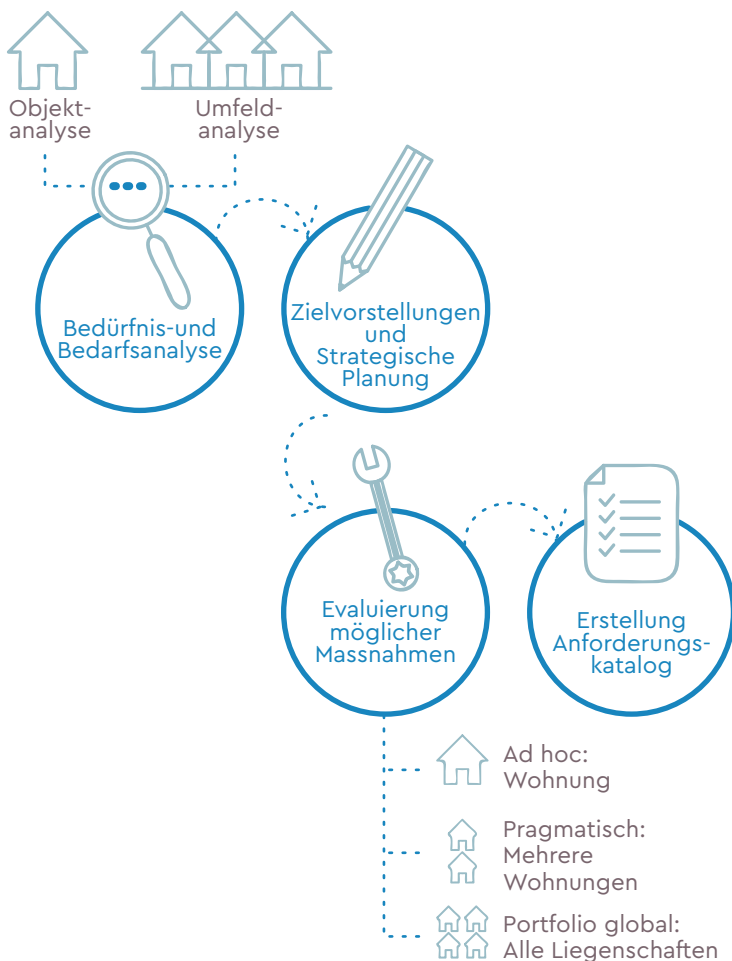 Objekt-
analyse
Umfeld-
analyse
Bedürfnis-und
Bedarfsanalyse
Zielvorstellungen
und
Strategische
Planung
Evaluierung
möglicher
Massnahmen
Erstellung
Anforderungs-
katalog
Ad hoc:
Wohnung
Pragmatisch:
Mehrere
Wohnungen
Portfolio global:
Alle Liegenschaften